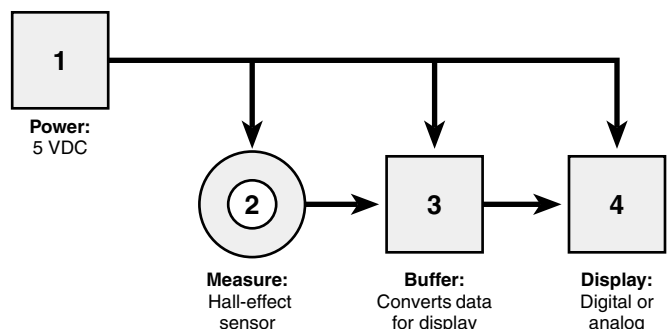 1
Power:
5 VDC
2
3
4
Measure:
Hall-effect
sensor
Buffer:
Converts data
for display
Display:
Digital or
analog